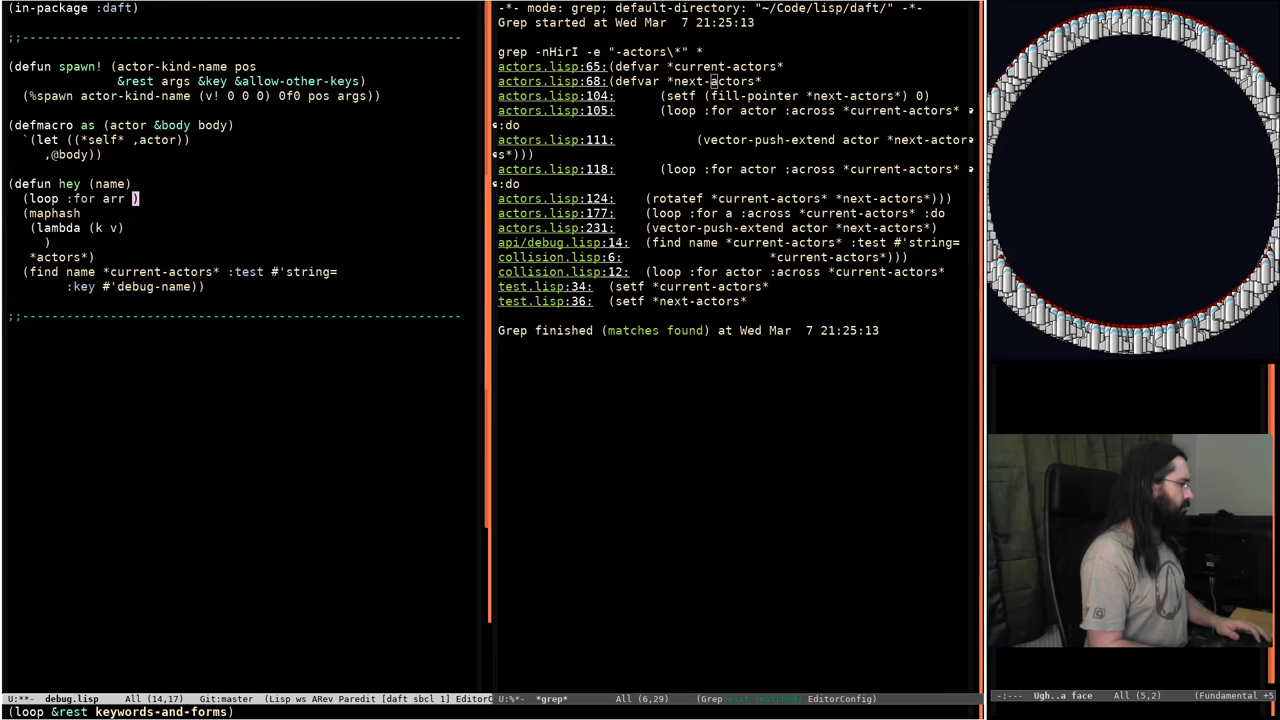 (in-package :daft)
;;------------------------------------------------------------
(defun spawn! (actor-kind-name pos
&rest args &key &allow-other-keys)
(%spawn actor-kind-name (v! 0 0 0) 0f0 pos args))
(defmacro as (actor &body body)
`(let ((*self* ,actor))
,@body))
(defun hey (name)
(loop :for arr )
(maphash
(lambda (k v)
)
*actors*)
(find name *current-actors* :test #'string=
:key #'debug-name))
;;------------------------------------------------------------
U:**-  debug.lisp      All (14,17)    Git:master  (Lisp ws ARev Paredit [daft sbcl 1] EditorC
(loop &rest keywords-and-forms)
-*- mode: grep; default-directory: "~/Code/lisp/daft/" -*-
Grep started at Wed Mar  7 21:25:13
grep -nHirI -e "-actors\*" *
actors.lisp:65:(defvar *current-actors*
actors.lisp:68:(defvar *next-actors*
actors.lisp:104:      (setf (fill-pointer *next-actors*) 0)
actors.lisp:105:      (loop :for actor :across *current-actors*
:do
actors.lisp:111:           (vector-push-extend actor *next-actor
s*)))
actors.lisp:118:      (loop :for actor :across *current-actors*
:do
actors.lisp:124:    (rotatef *current-actors* *next-actors*)))
actors.lisp:177:    (loop :for a :across *current-actors* :do
actors.lisp:231:    (vector-push-extend actor *next-actors*)
api/debug.lisp:14:  (find name *current-actors* :test #'string=
collision.lisp:6:                     *current-actors*)))
collision.lisp:12:  (loop :for actor :across *current-actors*
test.lisp:34:  (setf *current-actors*
test.lisp:36:  (setf *next-actors*
Grep finished (matches found) at Wed Mar  7 21:25:13
U:%*-  *grep*          All (6,29)     (Grep:exit [matched] EditorConfig)
-:---  Ugh..a face    All (5,2)      (Fundamental +5